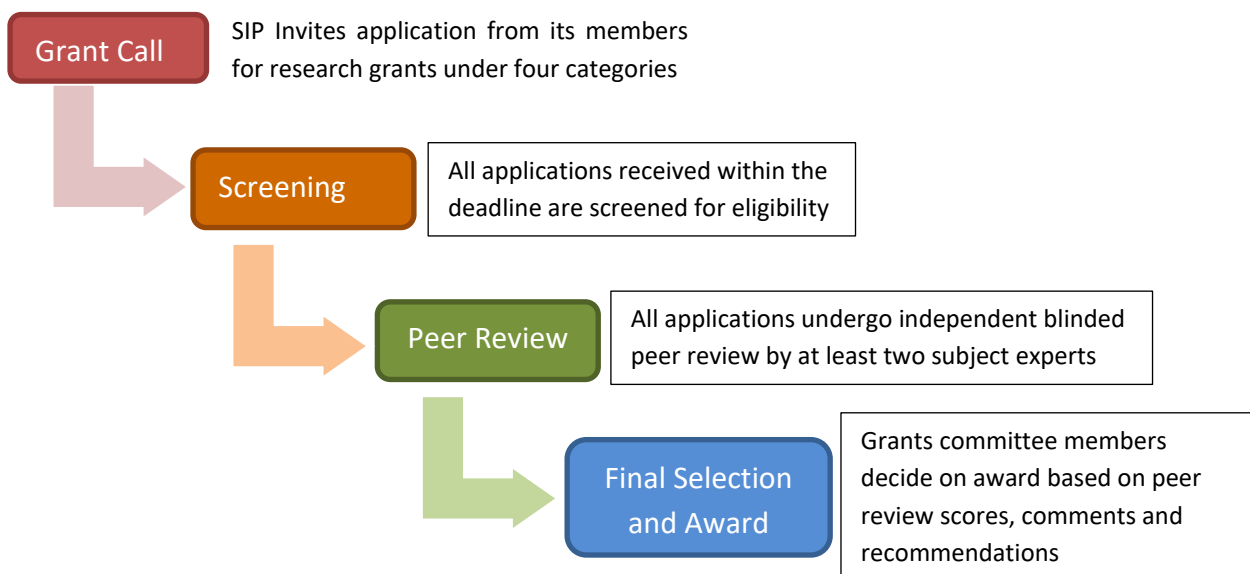 Grant Call
SIP Invites application from its members
for research grants under four categories
Screening
All applications received within the
deadline are screened for eligibility
Peer Review
All applications undergo independent blinded
peer review by at least two subject experts
Final Selection
and Award
Grants committee members
decide on award based on peer
review scores, comments and
recommendations